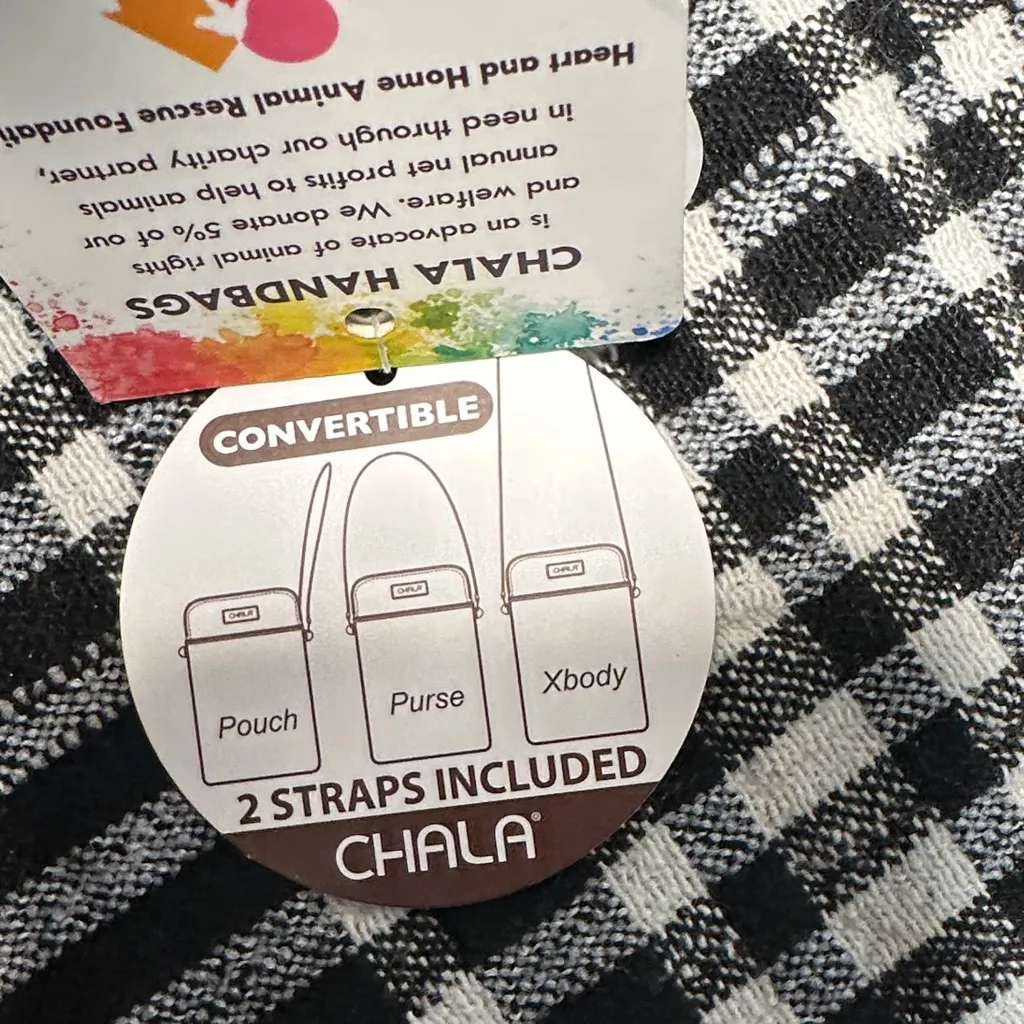 CHALA HANDBAGS
is an advocate of animal rights
and welfare. We donate 5% of our
annual net profits to help animals
in need through our charity partner,
Heart and Home Animal Rescue Foundati
CONVERTIBLE
CHALA
CHALA
CHALA
Pouch
Purse
Xbody
2 STRAPS INCLUDED
CHALA®